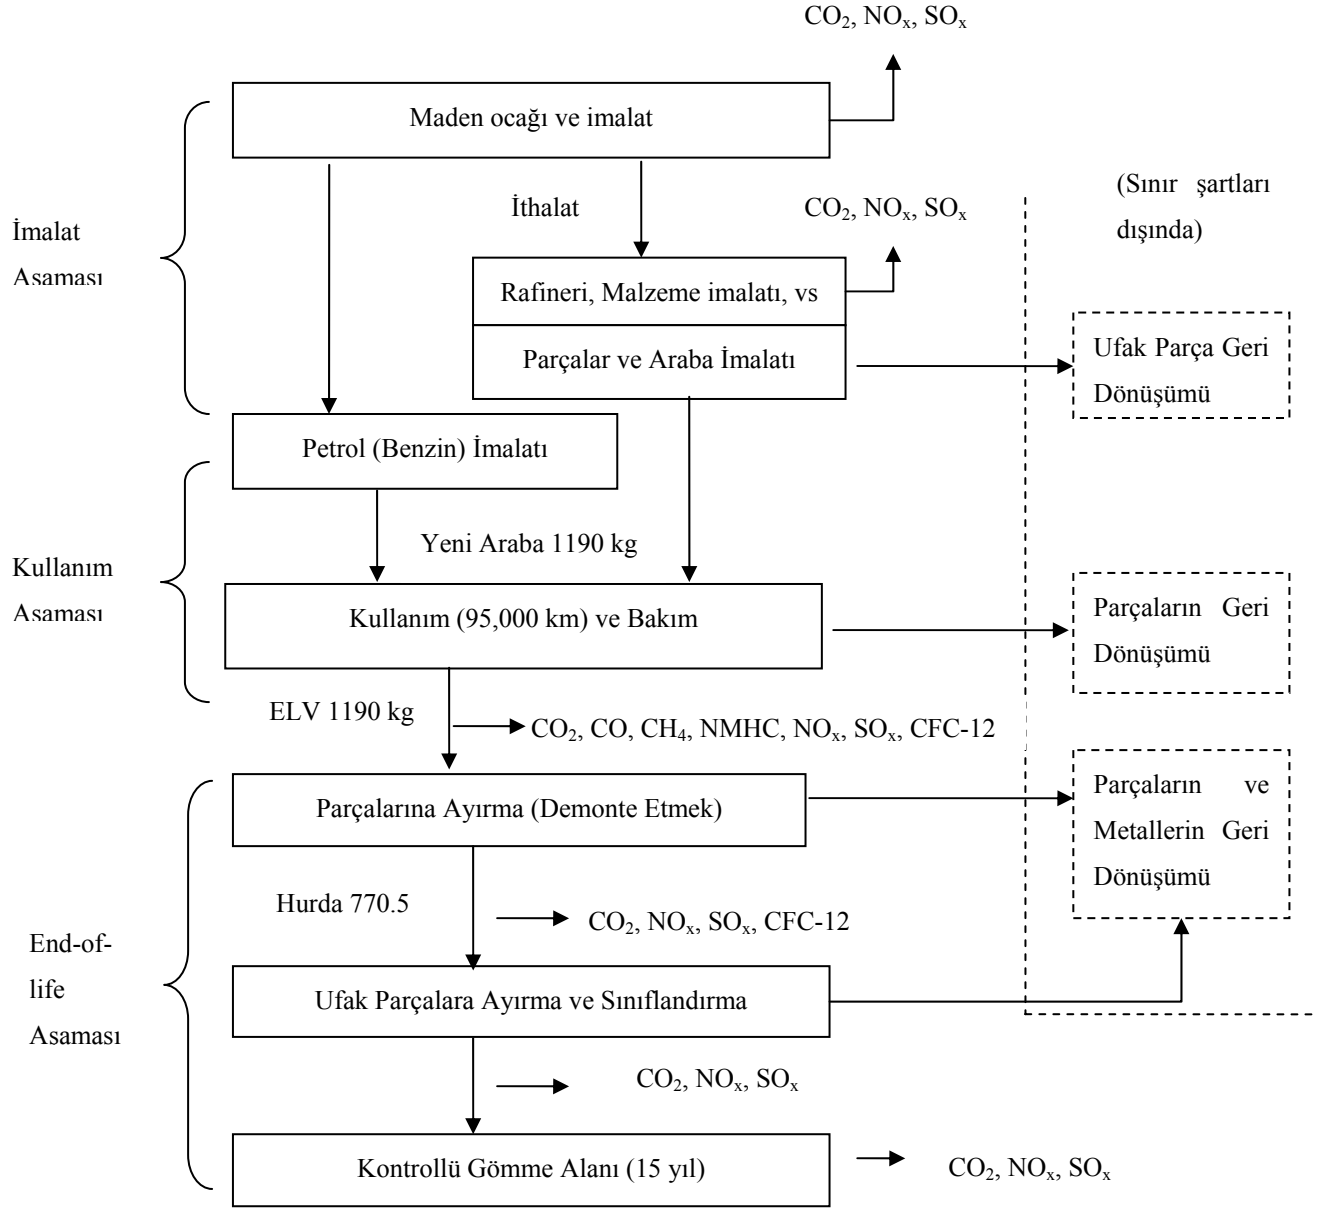 CO₂, NOₓ, SOₓ
Maden ocağı ve imalat
(Sınır şartları
dışında)
İthalat
CO₂, NOₓ, SOₓ
İmalat
Aşaması
Rafineri, Malzeme imalatı, vs
Parçalar ve Araba İmalatı
Ufak Parça Geri
Dönüşümü
Petrol (Benzin) İmalatı
Yeni Araba 1190 kg
Kullanım
Aşaması
Kullanım (95,000 km) ve Bakım
Parçaların Geri
Dönüşümü
ELV 1190 kg
CO₂, CO, CH₄, NMHC, NOₓ, SOₓ, CFC-12
Parçalarına Ayırma (Demonte Etmek)
Parçaların ve
Metallerin Geri
Dönüşümü
Hurda 770.5
CO₂, NOₓ, SOₓ, CFC-12
End-of-
life
Aşaması
Ufak Parçalara Ayırma ve Sınıflandırma
CO₂, NOₓ, SOₓ
Kontrollü Gömme Alanı (15 yıl)
CO₂, NOₓ, SOₓ